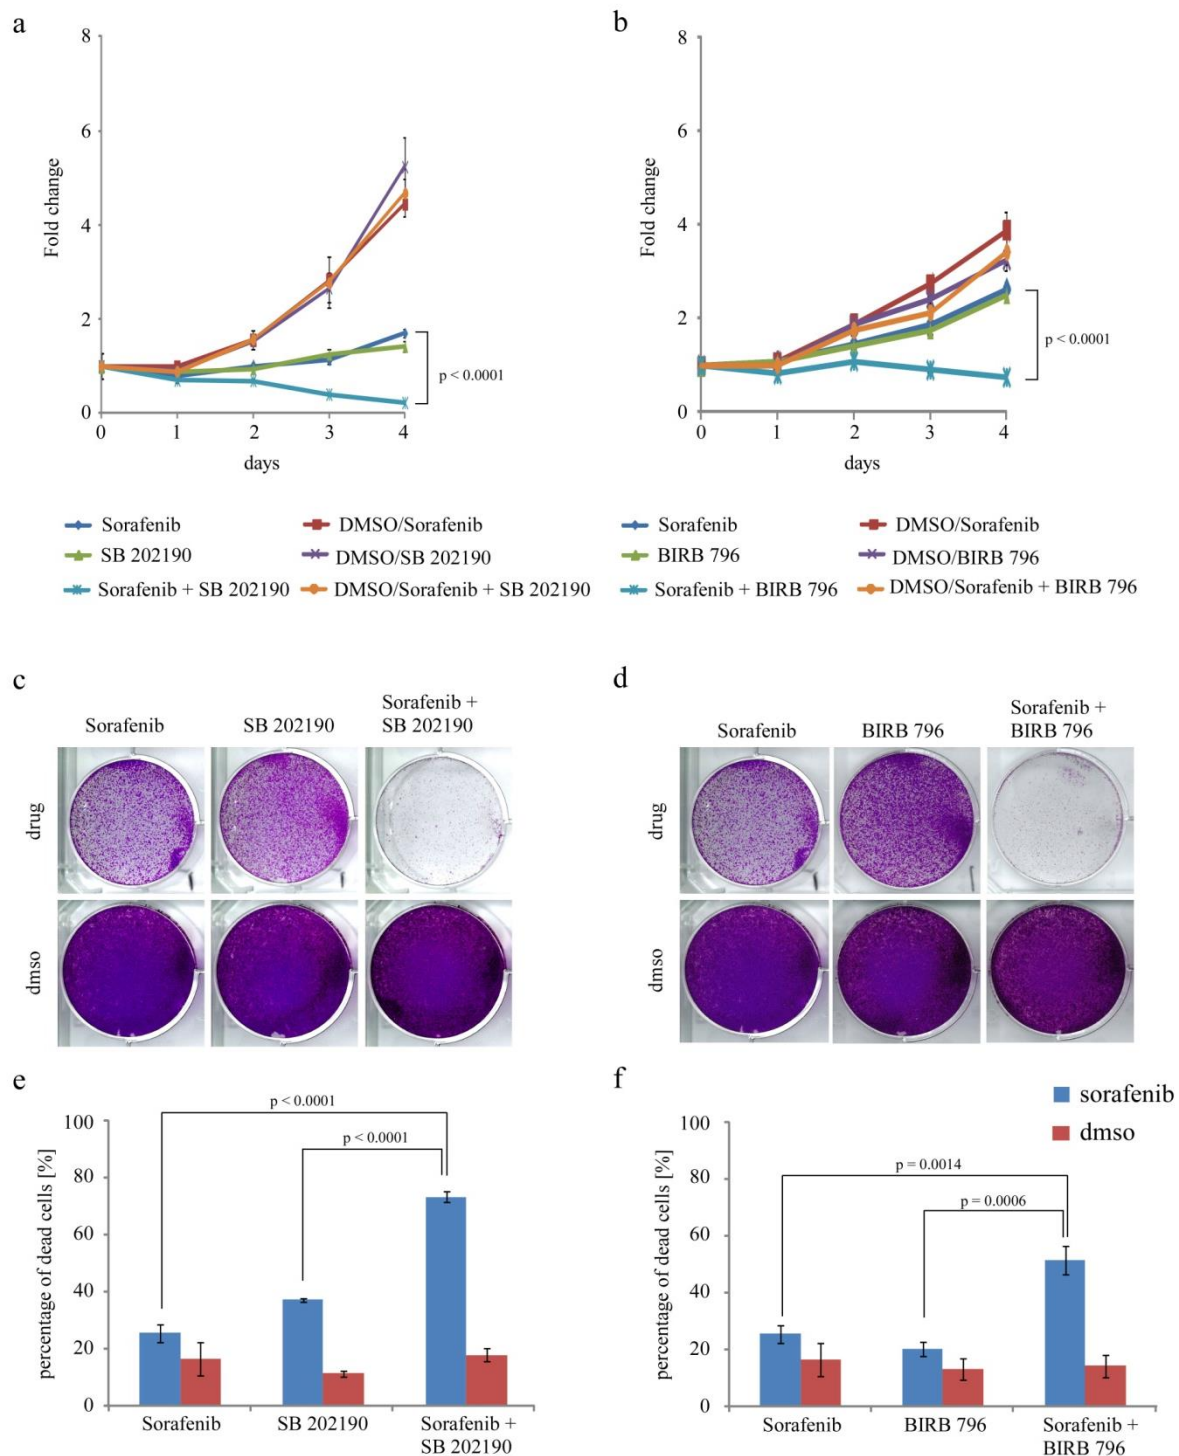 a
8
6
4
2
0
Fold change
0 1 2 3 4
days
p < 0.0001
Sorafenib
DMSO/Sorafenib
SB 202190
DMSO/SB 202190
Sorafenib + SB 202190
DMSO/Sorafenib + SB 202190
b
8
6
4
2
0
Fold change
0 1 2 3 4
days
p < 0.0001
Sorafenib
DMSO/Sorafenib
BIRB 796
DMSO/BIRB 796
Sorafenib + BIRB 796
DMSO/Sorafenib + BIRB 796
c
Sorafenib
SB 202190
Sorafenib +
SB 202190
drug
dmso
d
Sorafenib
BIRB 796
Sorafenib +
BIRB 796
drug
dmso
e
percentage of dead cells [%]
100
80
60
40
20
0
p < 0.0001
p < 0.0001
Sorafenib
SB 202190
Sorafenib +
SB 202190
f
sorafenib
dmso
percentage of dead cells [%]
100
80
60
40
20
0
p = 0.0014
p = 0.0006
Sorafenib
BIRB 796
Sorafenib +
BIRB 796